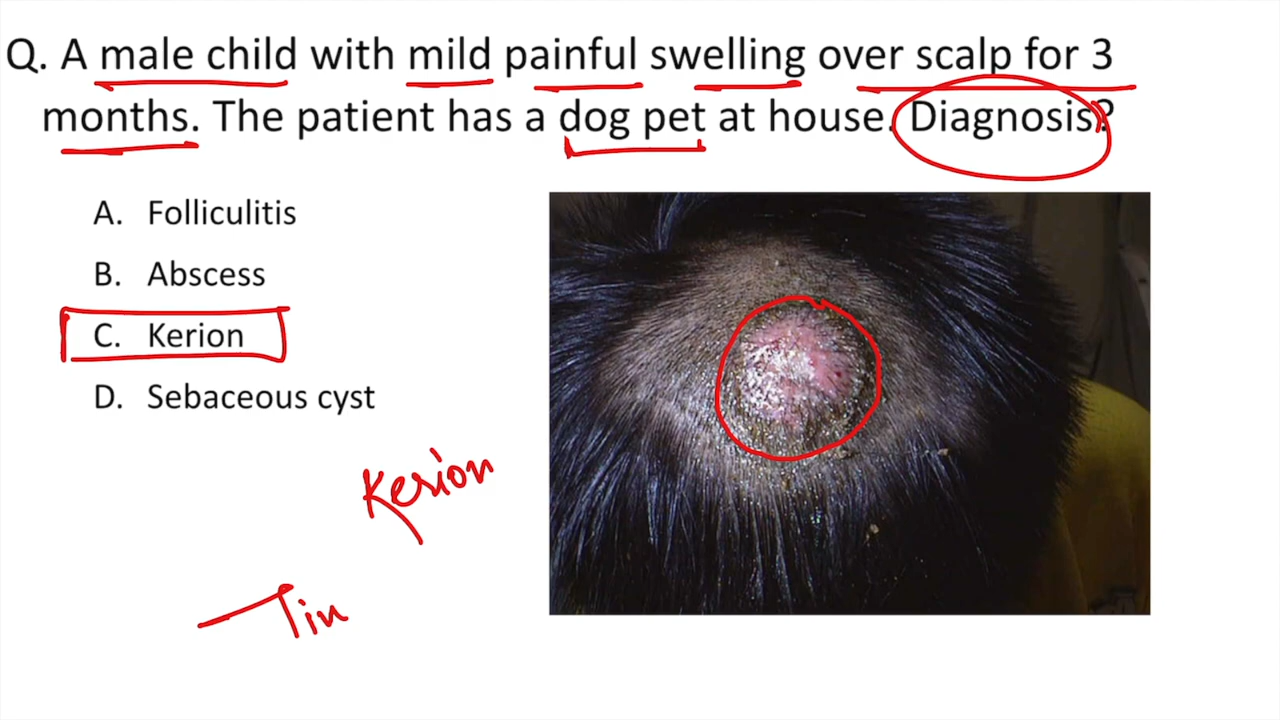 Q. A male child with mild painful swelling over scalp for 3
months. The patient has a dog pet at house. Diagnosis?
A. Folliculitis
B. Abscess
C. Kerion
D. Sebaceous cyst
Kerion
Tin